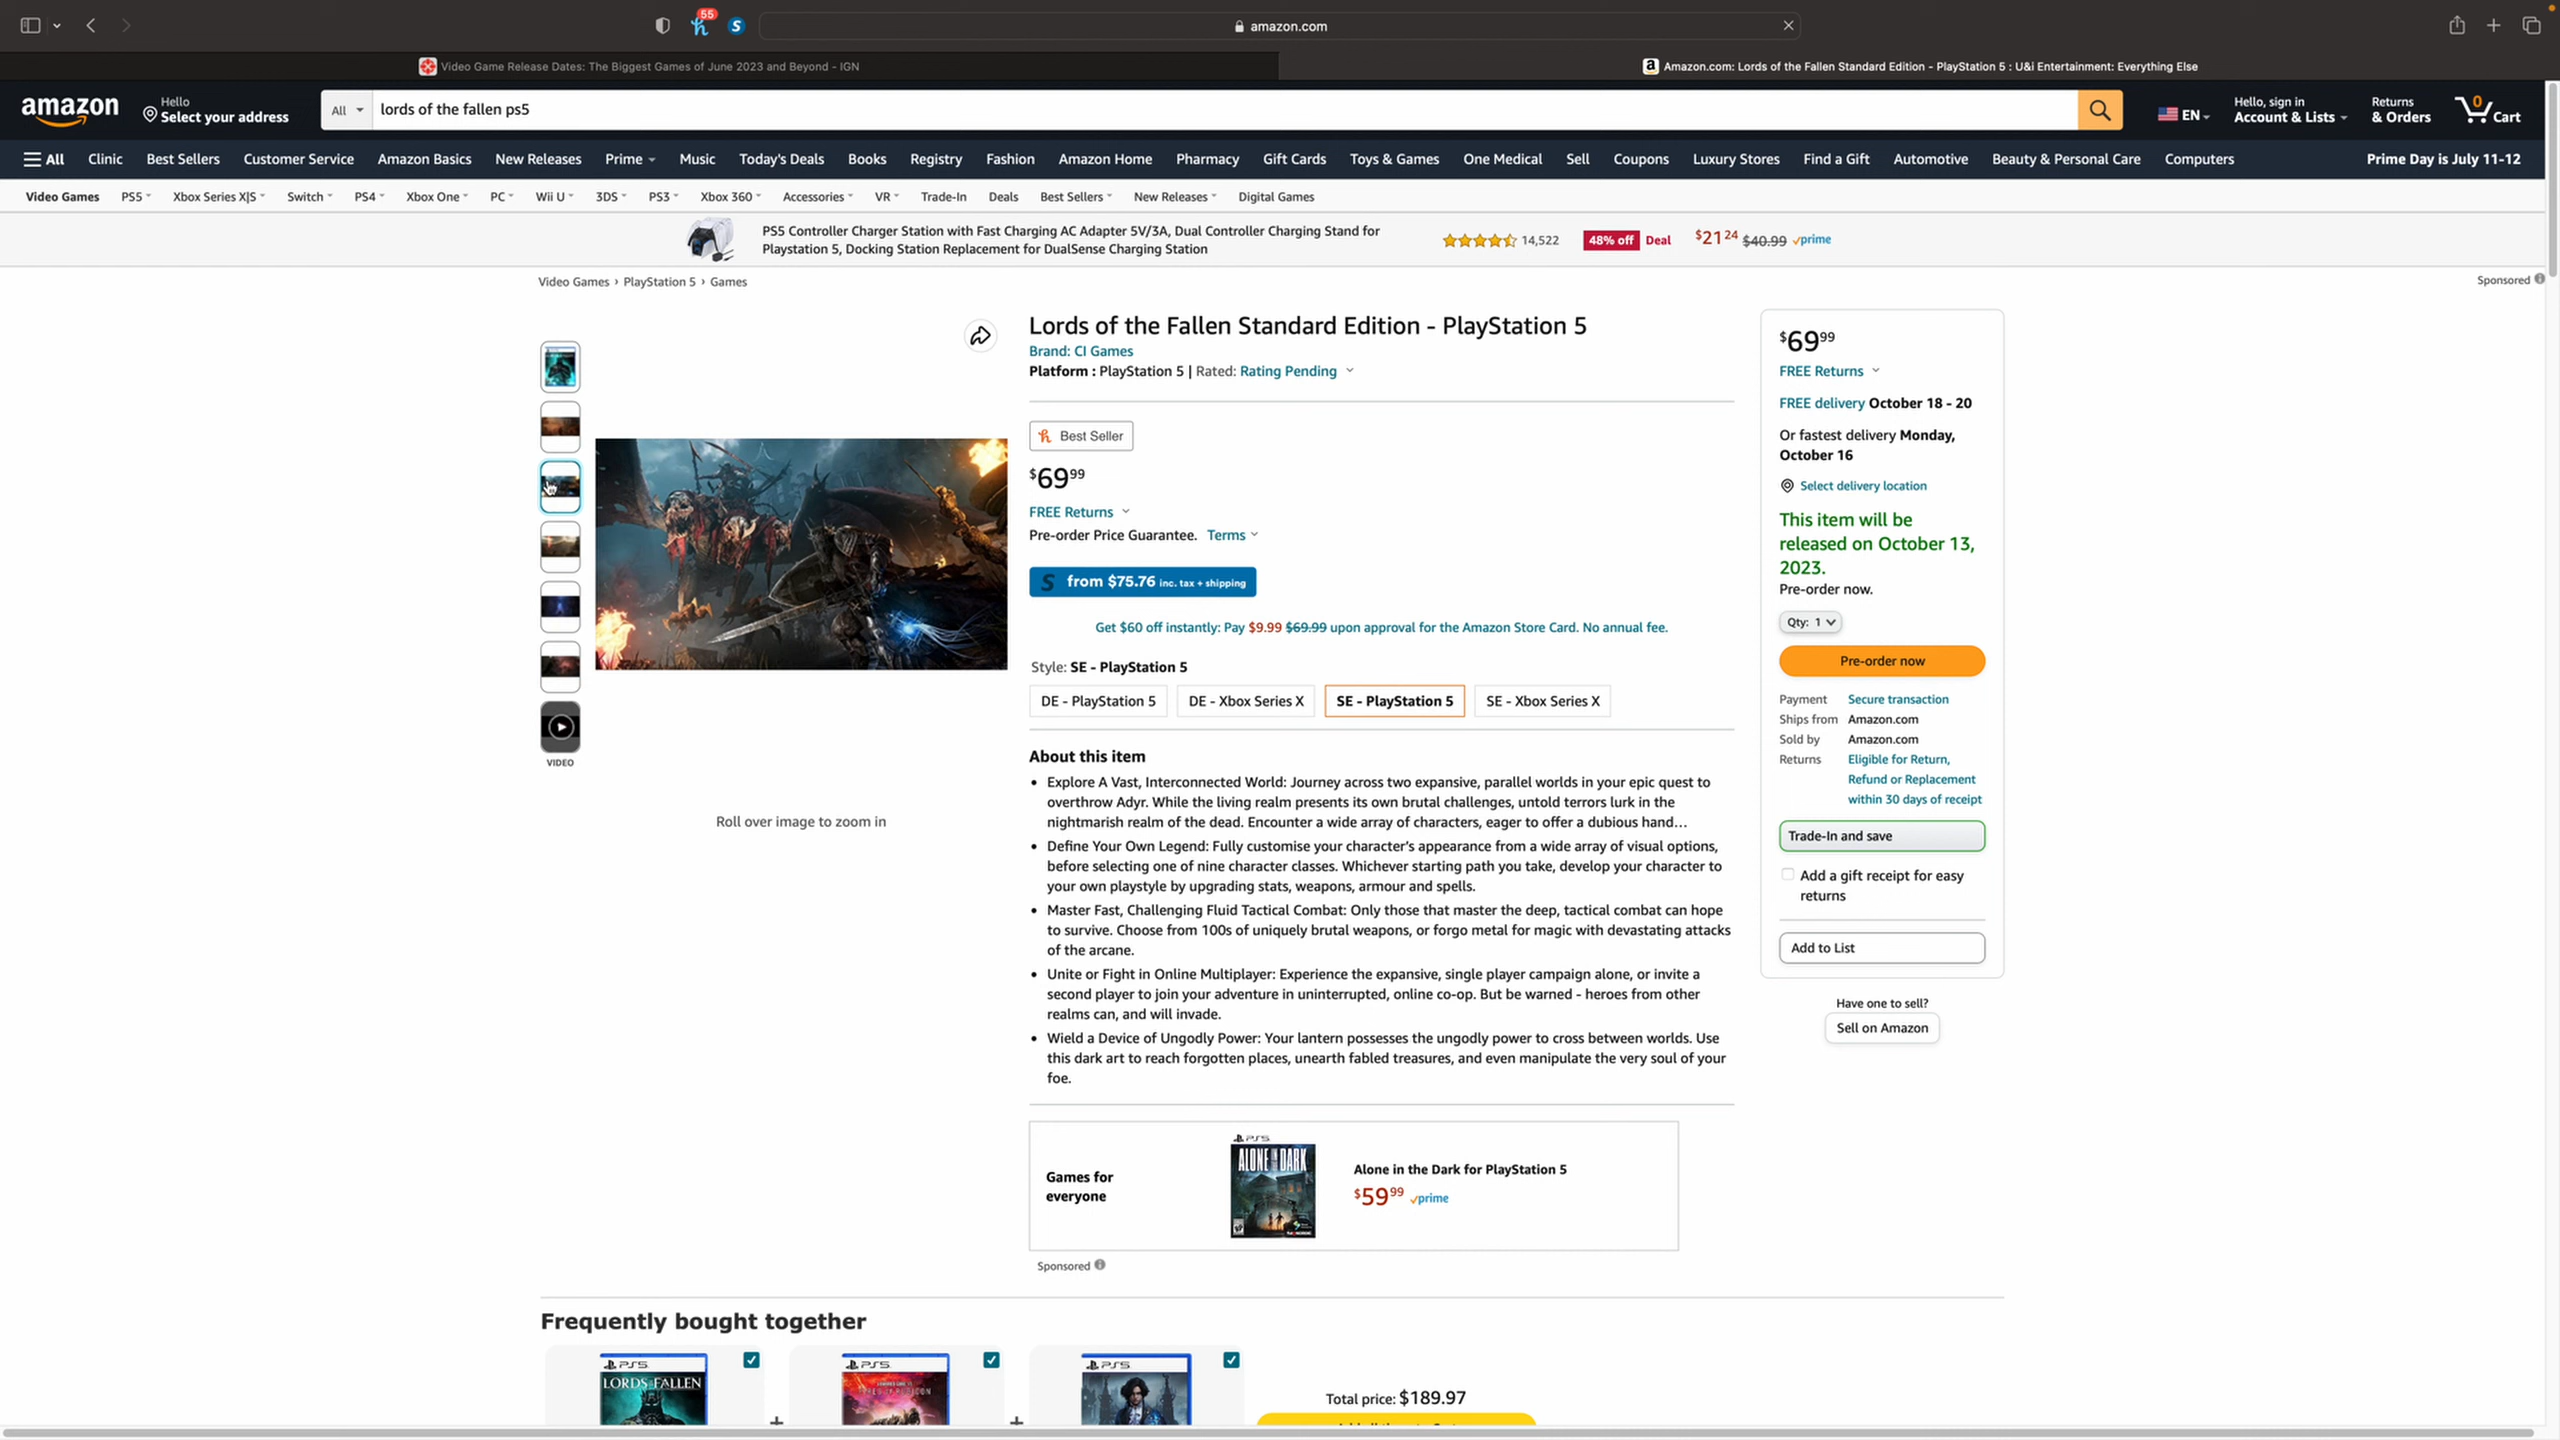 55
amazon.com
Video Game Release Dates: The Biggest Games of June 2023 and Beyond - IGN
Amazon.com: Lords of the Fallen Standard Edition - PlayStation 5 : U&i Entertainment: Everything Else
amazon
Hello
Select your address
All
lords of the fallen ps5
EN
Hello, sign in
Account & Lists
Returns
& Orders
0
Cart
All
Clinic
Best Sellers
Customer Service
Amazon Basics
New Releases
Prime
Music
Today's Deals
Books
Registry
Fashion
Amazon Home
Pharmacy
Gift Cards
Toys & Games
One Medical
Sell
Coupons
Luxury Stores
Find a Gift
Automotive
Beauty & Personal Care
Computers
Prime Day is July 11-12
Video Games
PS5
Xbox Series X|S
Switch
PS4
Xbox One
PC
Wii U
3DS
PS3
Xbox 360
Accessories
VR
Trade-In
Deals
Best Sellers
New Releases
Digital Games
PS5 Controller Charger Station with Fast Charging AC Adapter 5V/3A, Dual Controller Charging Stand for
Playstation 5, Docking Station Replacement for DualSense Charging Station
14,522
48% off
Deal
$21 24 $40.99 prime
Video Games › PlayStation 5 › Games
Sponsored
VIDEO
Roll over image to zoom in
Lords of the Fallen Standard Edition - PlayStation 5
Brand: CI Games
Platform : PlayStation 5 | Rated: Rating Pending
Best Seller
$69 99
FREE Returns
Pre-order Price Guarantee. Terms
S from $75.76 inc. tax + shipping
Get $60 off instantly: Pay $9.99 $69.99 upon approval for the Amazon Store Card. No annual fee.
Style: SE - PlayStation 5
DE - PlayStation 5
DE - Xbox Series X
SE - PlayStation 5
SE - Xbox Series X
About this item
• Explore A Vast, Interconnected World: Journey across two expansive, parallel worlds in your epic quest to
overthrow Adyr. While the living realm presents its own brutal challenges, untold terrors lurk in the
nightmarish realm of the dead. Encounter a wide array of characters, eager to offer a dubious hand…
• Define Your Own Legend: Fully customise your character's appearance from a wide array of visual options,
before selecting one of nine character classes. Whichever starting path you take, develop your character to
your own playstyle by upgrading stats, weapons, armour and spells.
• Master Fast, Challenging Fluid Tactical Combat: Only those that master the deep, tactical combat can hope
to survive. Choose from 100s of uniquely brutal weapons, or forgo metal for magic with devastating attacks
of the arcane.
• Unite or Fight in Online Multiplayer: Experience the expansive, single player campaign alone, or invite a
second player to join your adventure in uninterrupted, online co-op. But be warned - heroes from other
realms can, and will invade.
• Wield a Device of Ungodly Power: Your lantern possesses the ungodly power to cross between worlds. Use
this dark art to reach forgotten places, unearth fabled treasures, and even manipulate the very soul of your
foe.
Games for
everyone
PS5
ALONE IN THE DARK
Alone in the Dark for PlayStation 5
$59 99 prime
Sponsored
$69 99
FREE Returns
FREE delivery October 18 - 20
Or fastest delivery Monday,
October 16
Select delivery location
This item will be
released on October 13,
2023.
Pre-order now.
Qty: 1
Pre-order now
Payment Secure transaction
Ships from Amazon.com
Sold by Amazon.com
Returns Eligible for Return,
Refund or Replacement
within 30 days of receipt
Trade-In and save
Add a gift receipt for easy
returns
Add to List
Have one to sell?
Sell on Amazon
Frequently bought together
PS5
LORDS OF THE FALLEN
+
PS5
+
PS5
Total price: $189.97